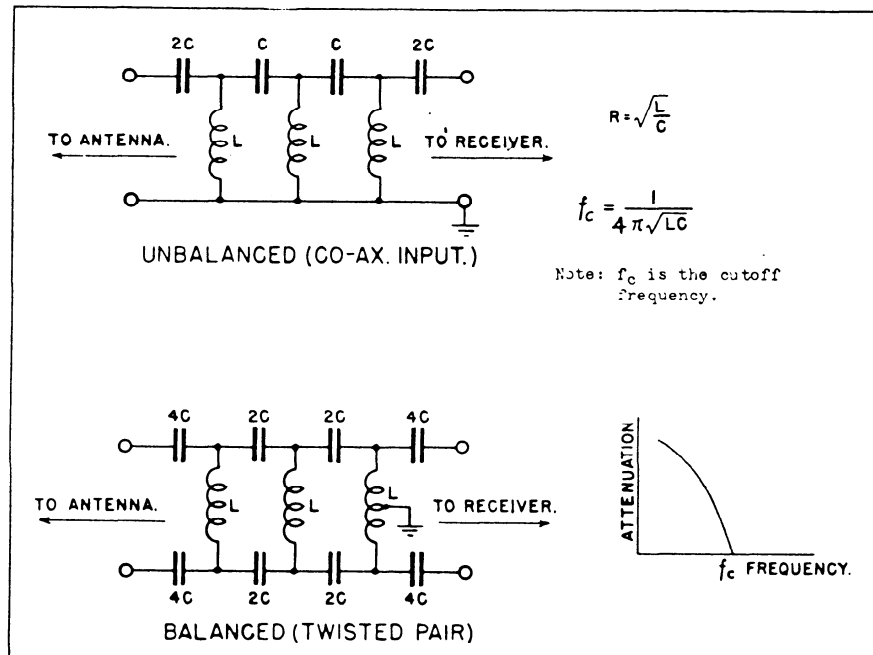 2C C C 2C
L L L
TO ANTENNA.
TO RECEIVER.
R = √(L/C)
f_c = 1/(4π√LC)
UNBALANCED (CO-AX. INPUT.)
Note: f_c is the cutoff
frequency.
4C 2C 2C 4C
L L L
TO ANTENNA.
TO RECEIVER.
4C 2C 2C 4C
BALANCED (TWISTED PAIR)
ATTENUATION
f_c FREQUENCY.